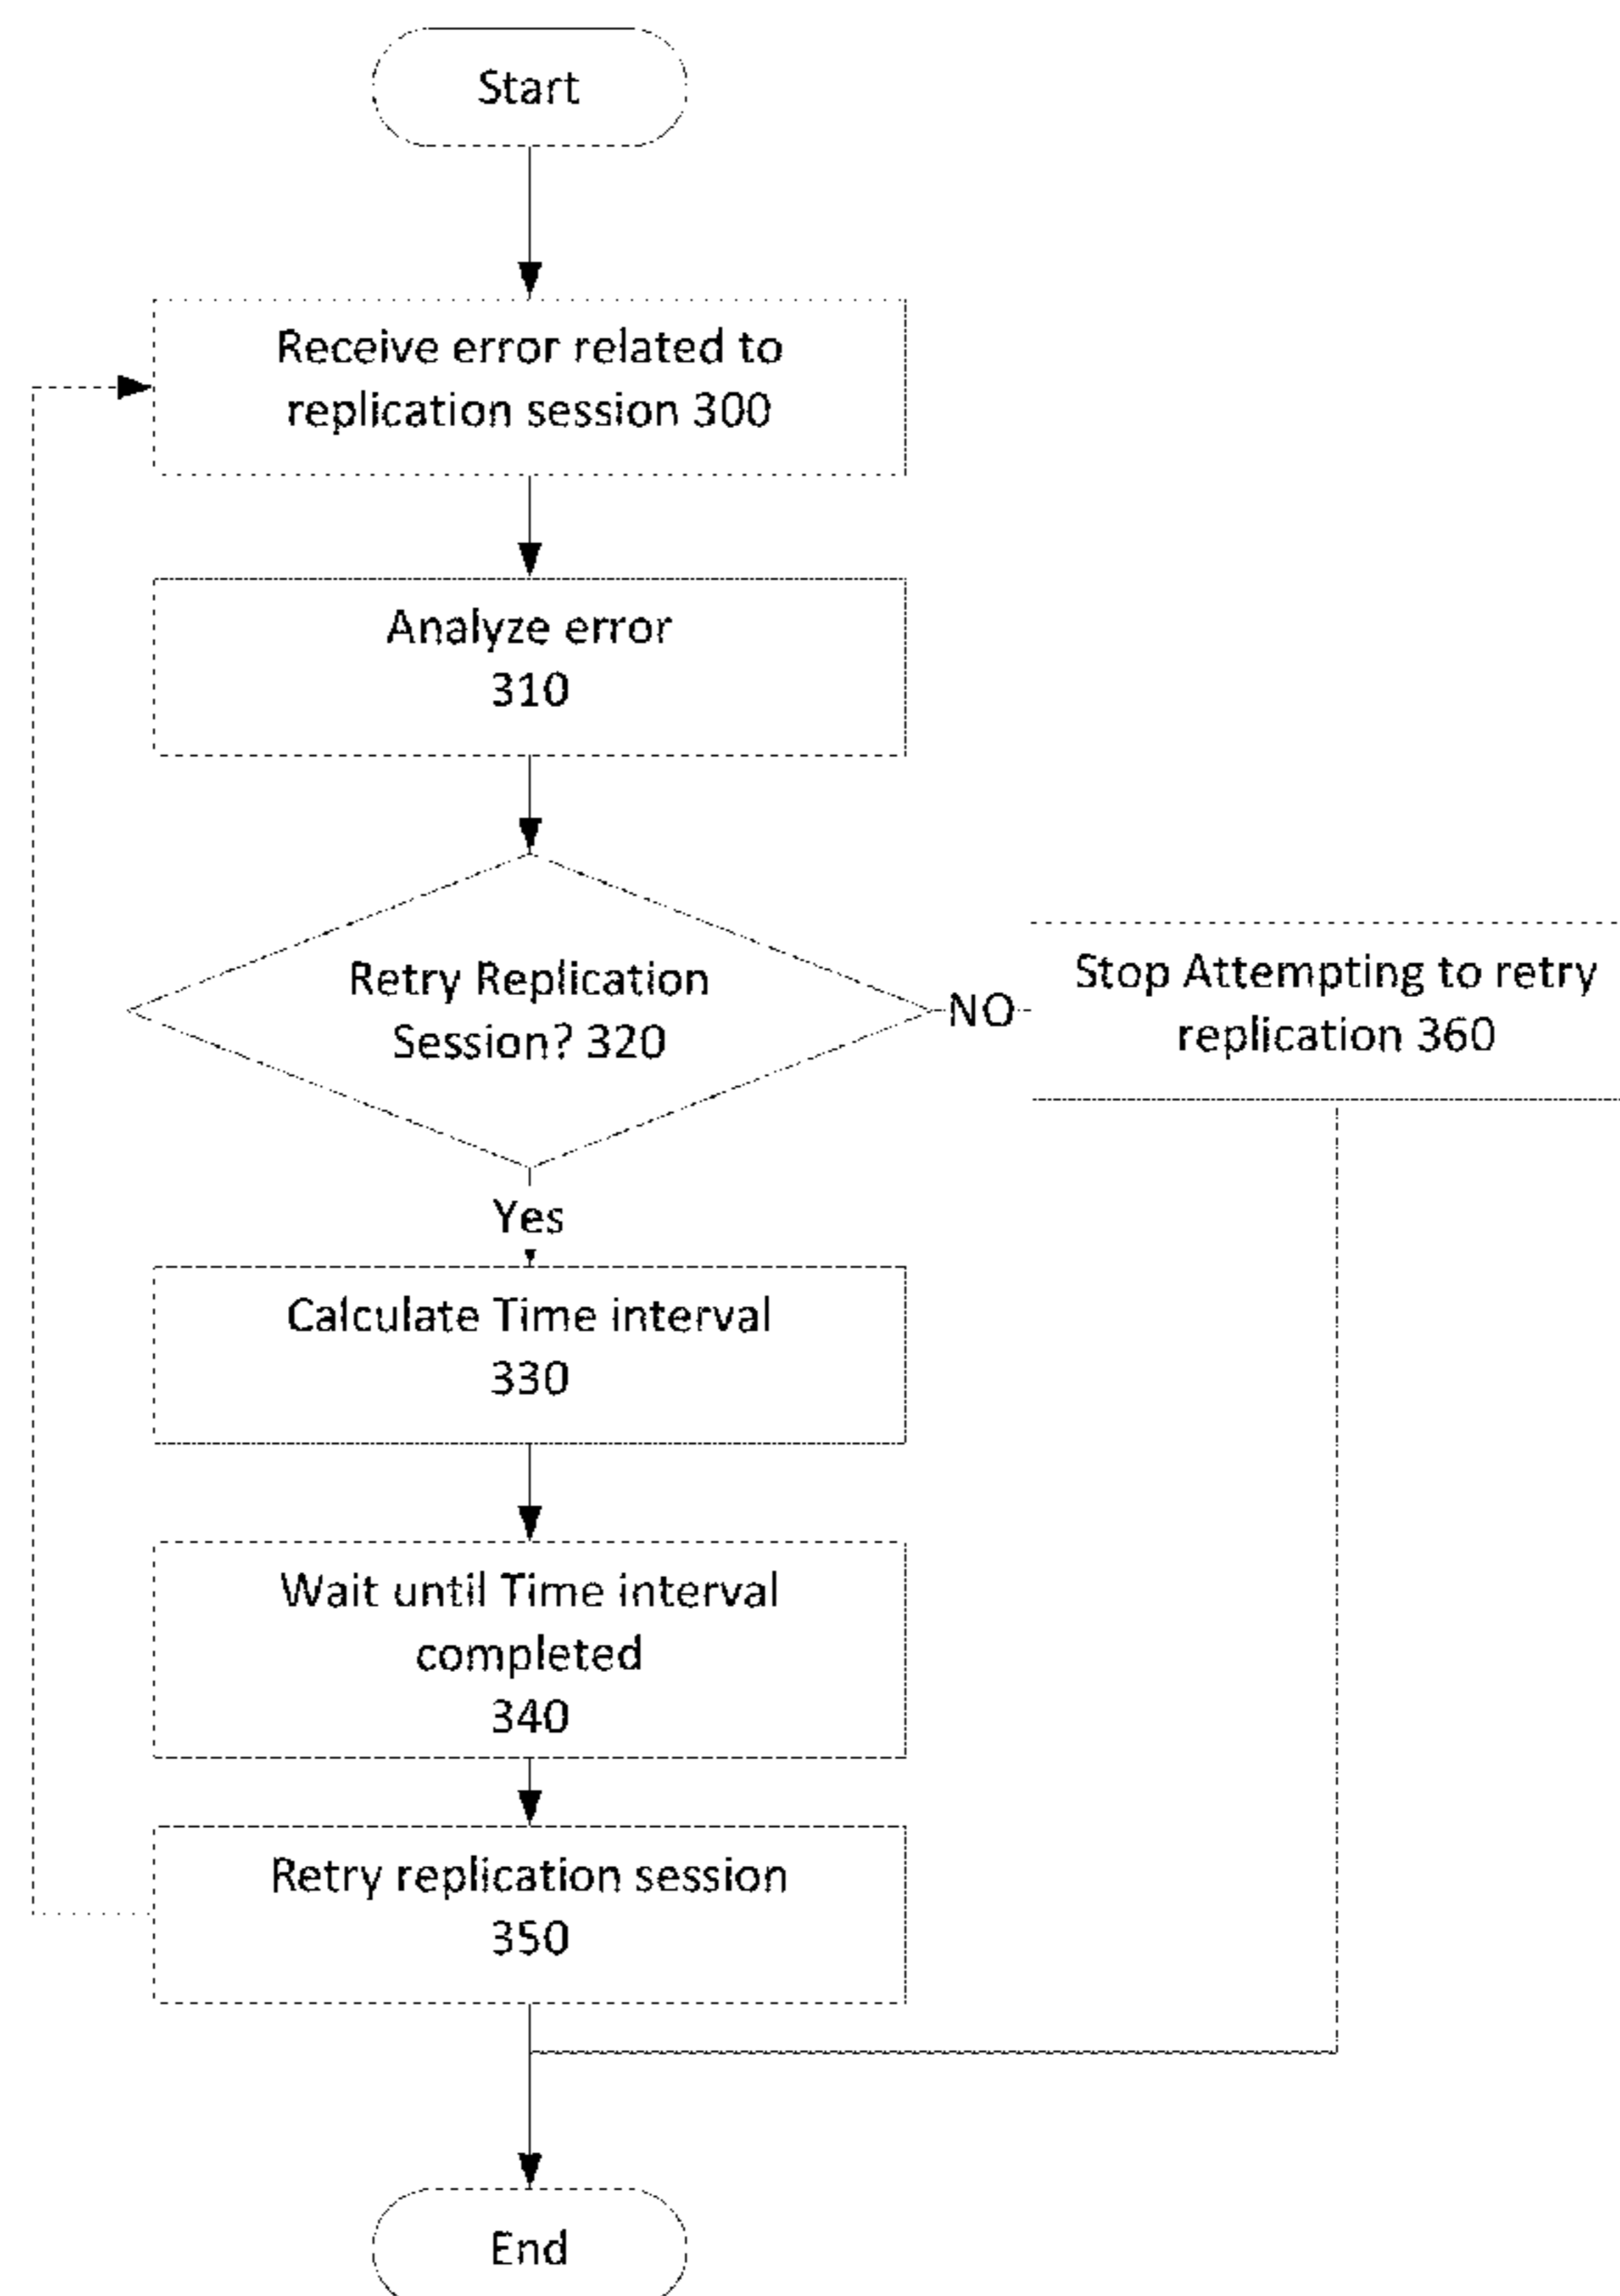 Start
Receive error related to
replication session 300
Analyze error
310
Retry Replication
Session? 320
NO
Stop Attempting to retry
replication 360
Yes
Calculate Time interval
330
Wait until Time interval
completed
340
Retry replication session
350
End